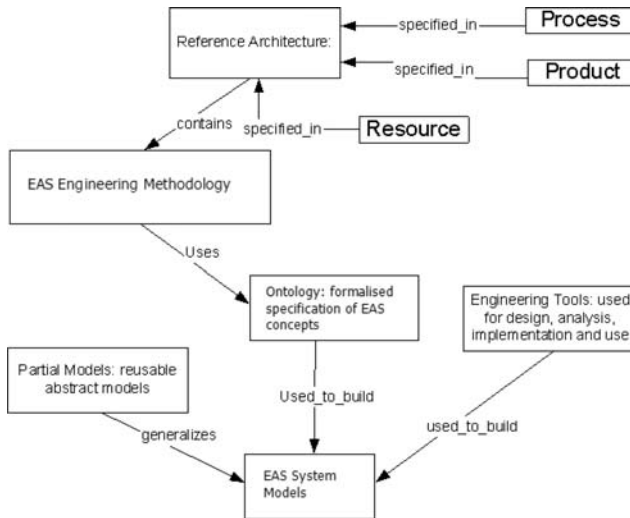 Process
specified_in
Reference Architecture:
specified_in
Product
contains
specified_in
Resource
EAS Engineering Methodology
Uses
Ontology: formalised
specification of EAS
concepts
Engineering Tools: used
for design, analysis,
implementation and use
Partial Models: reusable
abstract models
Used_to_build
generalizes
used_to_build
EAS System
Models